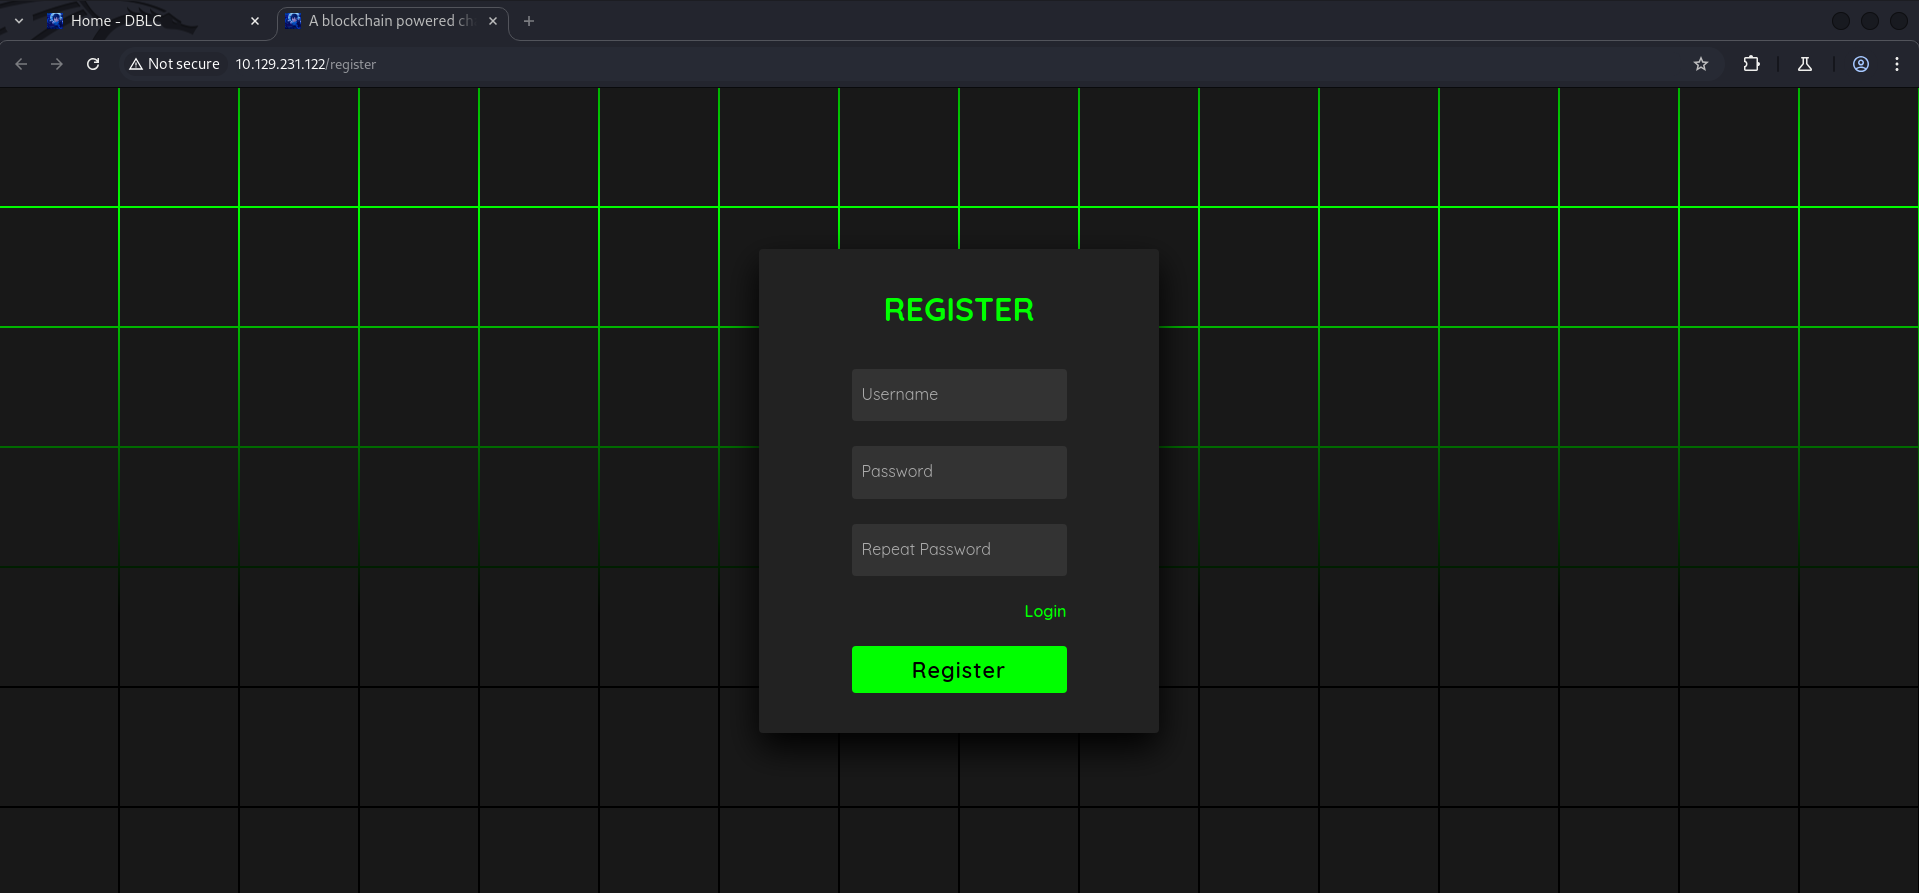 Home - DBLC
A blockchain powered ch
Not secure
10.129.231.122/register
REGISTER
Username
Password
Repeat Password
Login
Register